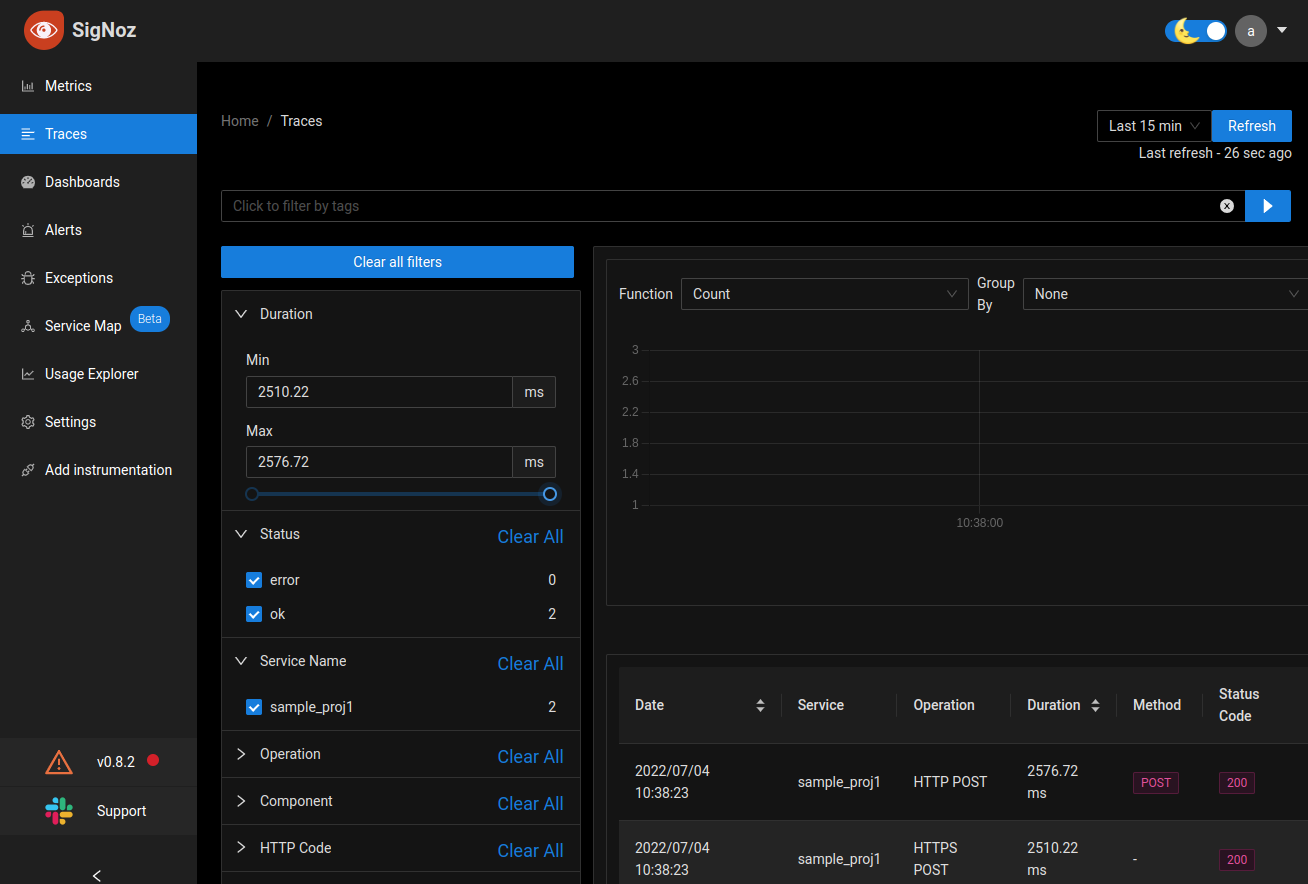 SigNoz
a
Metrics
Traces
Dashboards
Alerts
Exceptions
Service Map
Beta
Usage Explorer
Settings
Add instrumentation
v0.8.2
Support
Home / Traces
Last 15 min
Refresh
Last refresh - 26 sec ago
Click to filter by tags
Clear all filters
Duration
Min
2510.22 ms
Max
2576.72 ms
Status Clear All
error 0
ok 2
Service Name Clear All
sample_proj1 2
Operation Clear All
Component Clear All
HTTP Code Clear All
Function Count
Group
By
None
3
2.6
2.2
1.8
1.4
1
10:38:00
Date
Service
Operation
Duration
Method
Status
Code
2022/07/04
10:38:23
sample_proj1
HTTP POST
2576.72
ms
POST
200
2022/07/04
10:38:23
sample_proj1
HTTPS
POST
2510.22
ms
-
200